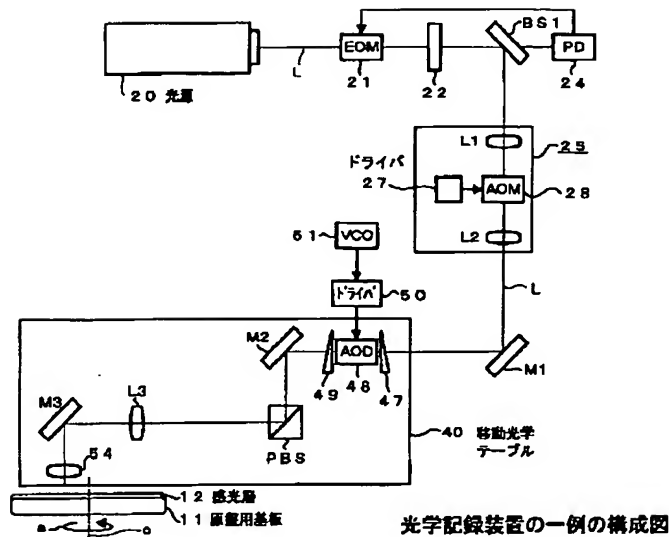 BS1
EOM
PD
L
21
22
24
20 光源
L1
25
ドライバ
27
AOM
28
L2
51
VCO
ドライバ
50
L
M2
AOD
M1
49
48
47
M3
L3
PBS
40 移動光学
テーブル
54
12 感光層
11 原盤用基板
a
o
光学記録装置の一例の構成図